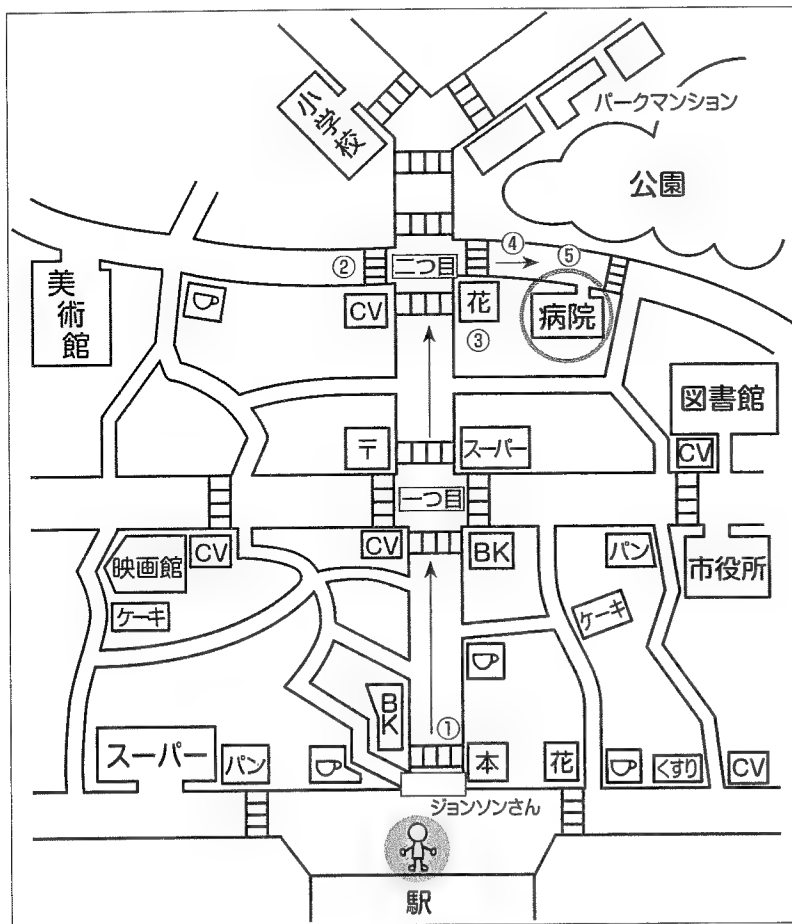 小学校
パークマンション
公園
美術館
②
二つ目
④
⑤
CV
花
③
病院
図書館
〒
スーパー
CV
一つ目
映画館
CV
CV
BK
パン
市役所
ケーキ
ケーキ
BK
①
スーパー
パン
本
花
くすり
CV
ジョンソンさん
駅